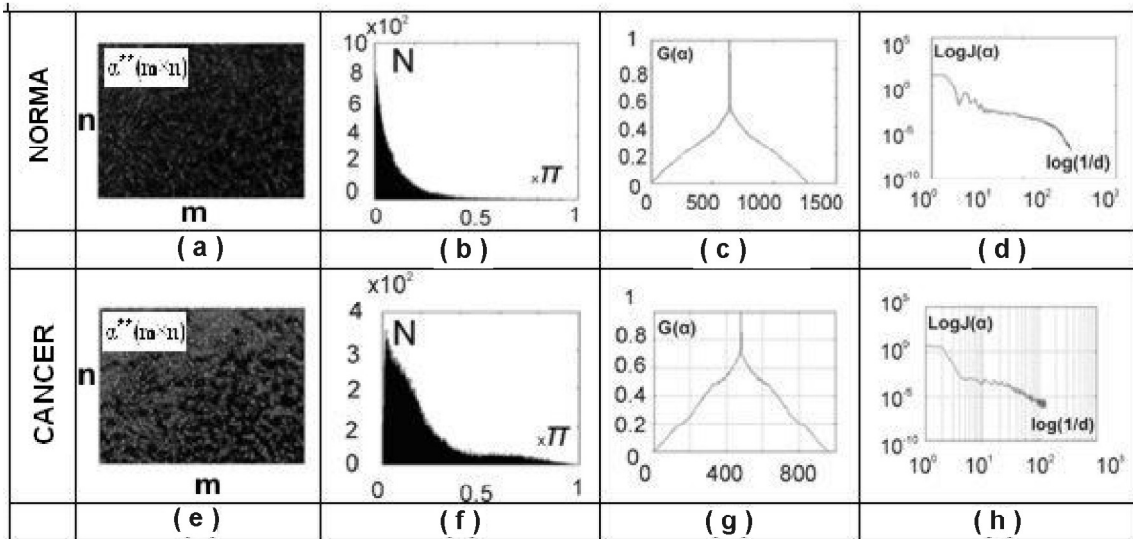 NORMA
α**(m×n)
n
m
×10²
N
10
8
6
4
2
0
×π
0
0.5
1
1
G(α)
0.8
0.6
0.4
0.2
0
0
500
1000
1500
10⁵
LogJ(α)
10⁰
10⁻⁵
log(1/d)
10⁻¹⁰
10⁰
10¹
10²
10³
( a )
( b )
( c )
( d )
CANCER
α**(m×n)
n
m
×10²
N
4
3
2
2
0
×π
0
0.5
1
1
G(α)
0.8
0.6
0.4
0.2
0
0
400
800
10⁵
LogJ(α)
10⁰
10⁻⁵
log(1/d)
10⁻¹⁰
10⁰
10¹
10²
10³
( e )
( f )
( g )
( h )